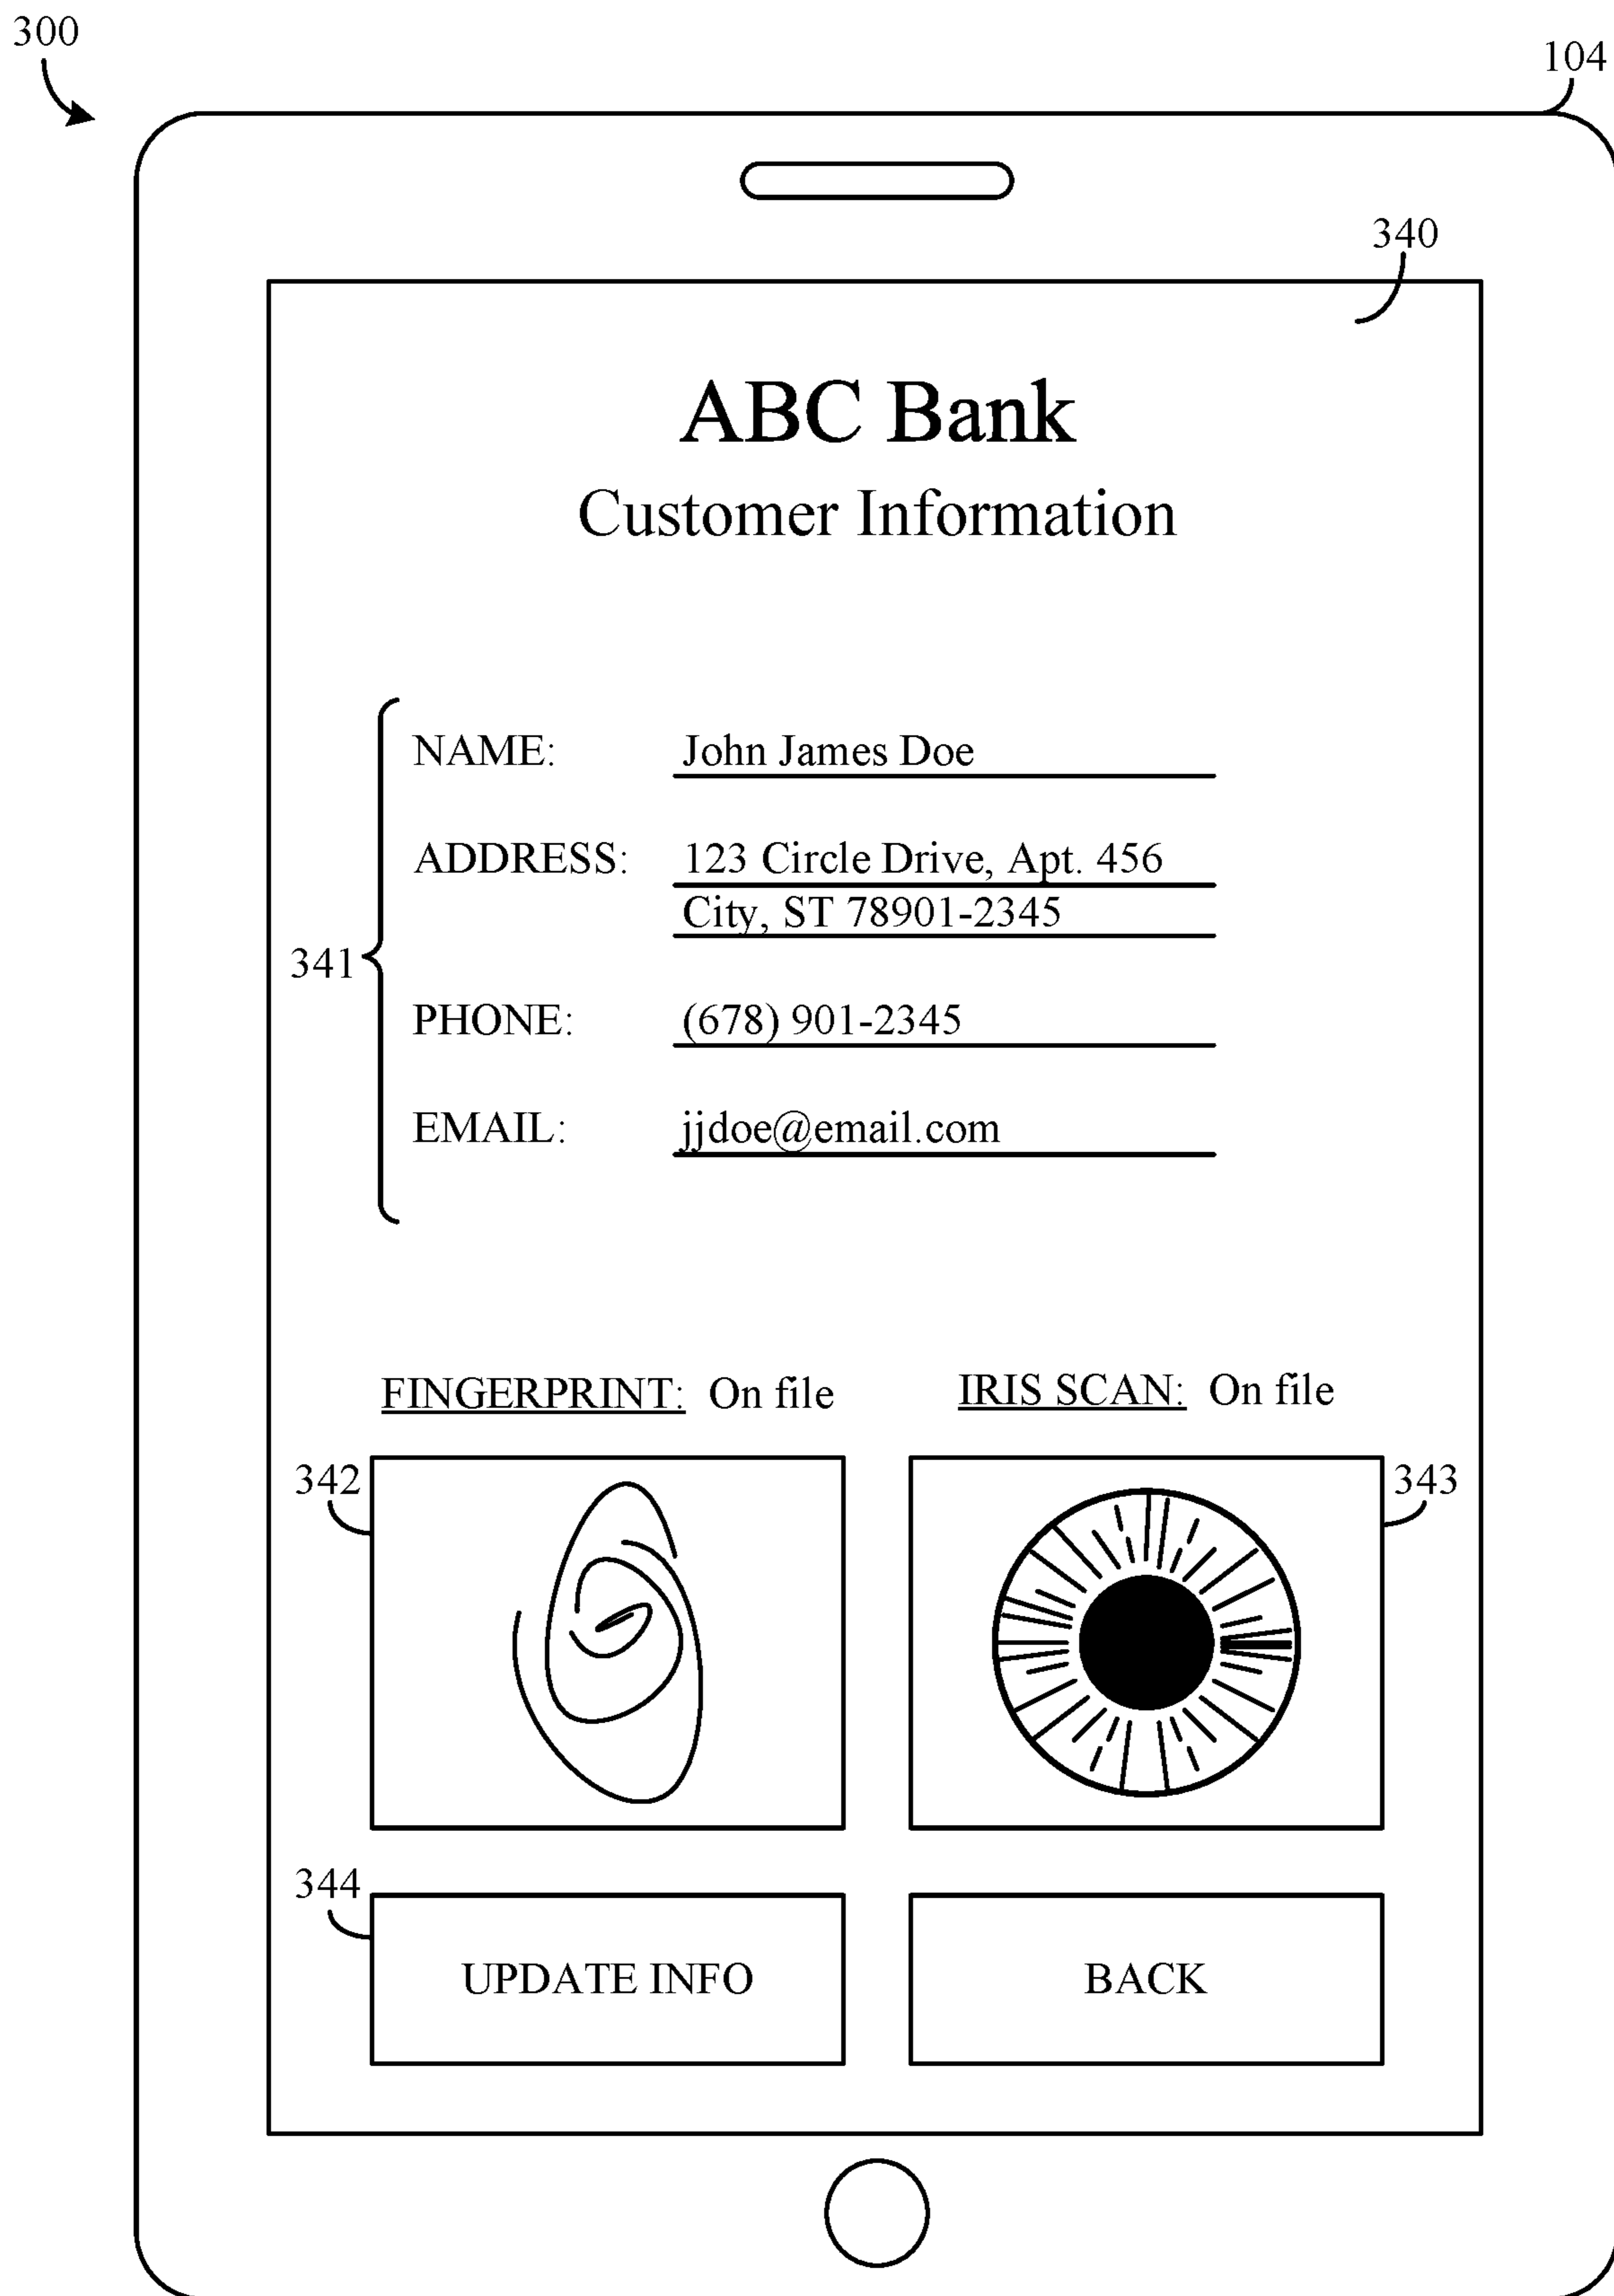 300
104
340
ABC Bank
Customer Information
NAME: John James Doe
ADDRESS: 123 Circle Drive, Apt. 456
City, ST 78901-2345
341
PHONE: (678) 901-2345
EMAIL: jjdoe@email.com
FINGERPRINT: On file IRIS SCAN: On file
342 343
344
UPDATE INFO BACK